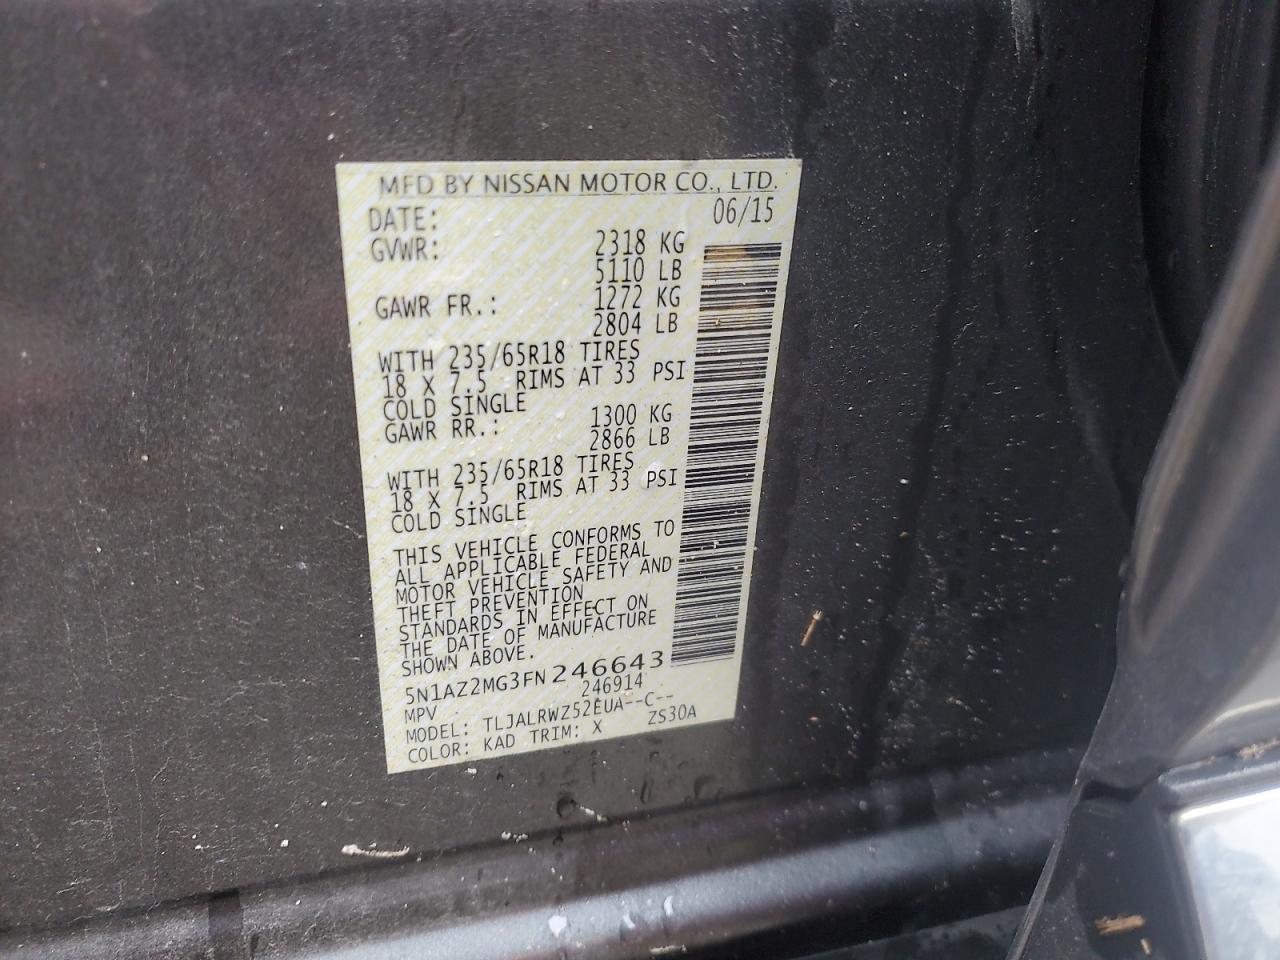 MFD BY NISSAN MOTOR CO., LTD.
DATE: 06/15
GVWR: 2318 KG
5110 LB
GAWR FR.: 1272 KG
2804 LB
WITH 235/65R18 TIRES
18 X 7.5 RIMS AT 33 PSI
COLD SINGLE
GAWR RR.: 1300 KG
2866 LB
WITH 235/65R18 TIRES
18 X 7.5 RIMS AT 33 PSI
COLD SINGLE
THIS VEHICLE CONFORMS TO
ALL APPLICABLE FEDERAL
MOTOR VEHICLE SAFETY AND
THEFT PREVENTION
STANDARDS IN EFFECT ON
THE DATE OF MANUFACTURE
SHOWN ABOVE.
5N1AZ2MG3FN246643
MPV 246914
MODEL: TLJALRWZ52EUA--C--
COLOR: KAD TRIM: X ZS30A